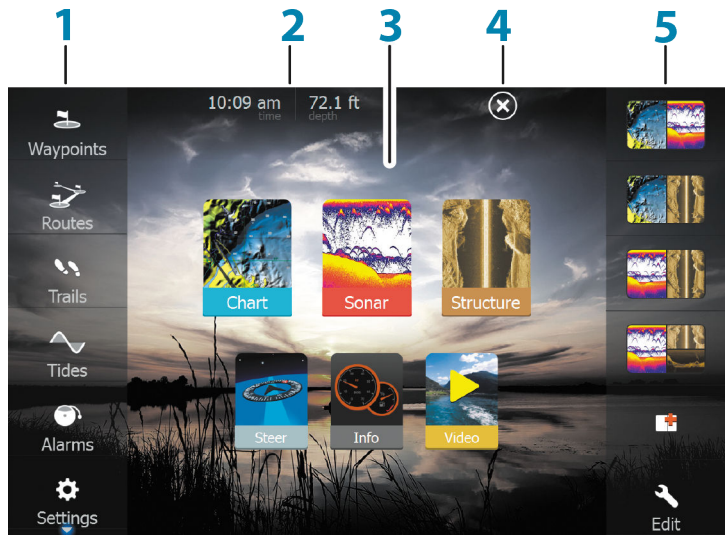 1 2 3 4 5
10:09 am 72.1 ft
time depth
Waypoints
Routes
Trails
Tides
Alarms
Settings
Chart Sonar Structure
Steer Info Video
Edit